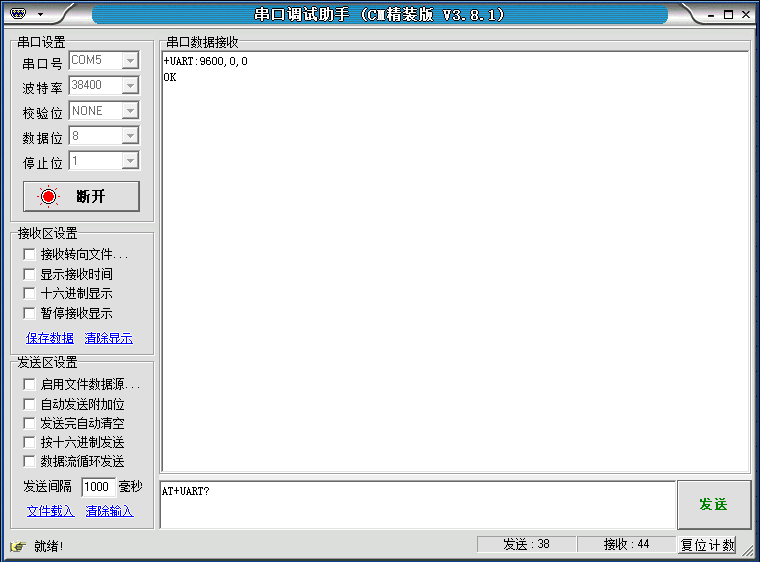 串口调试助手 (CM精装版 V3.8.1)
串口设置
串口号 COM5
波特率 38400
校验位 NONE
数据位 8
停止位 1
断开
接收区设置
接收转向文件...
显示接收时间
十六进制显示
暂停接收显示
保存数据 清除显示
发送区设置
启用文件数据源...
自动发送附加位
发送完自动清空
按十六进制发送
数据流循环发送
发送间隔 1000 毫秒
文件载入 清除输入
串口数据接收
+UART:9600,0,0
OK
AT+UART?
发送
就绪!
发送 : 38
接收 : 44
复位计数